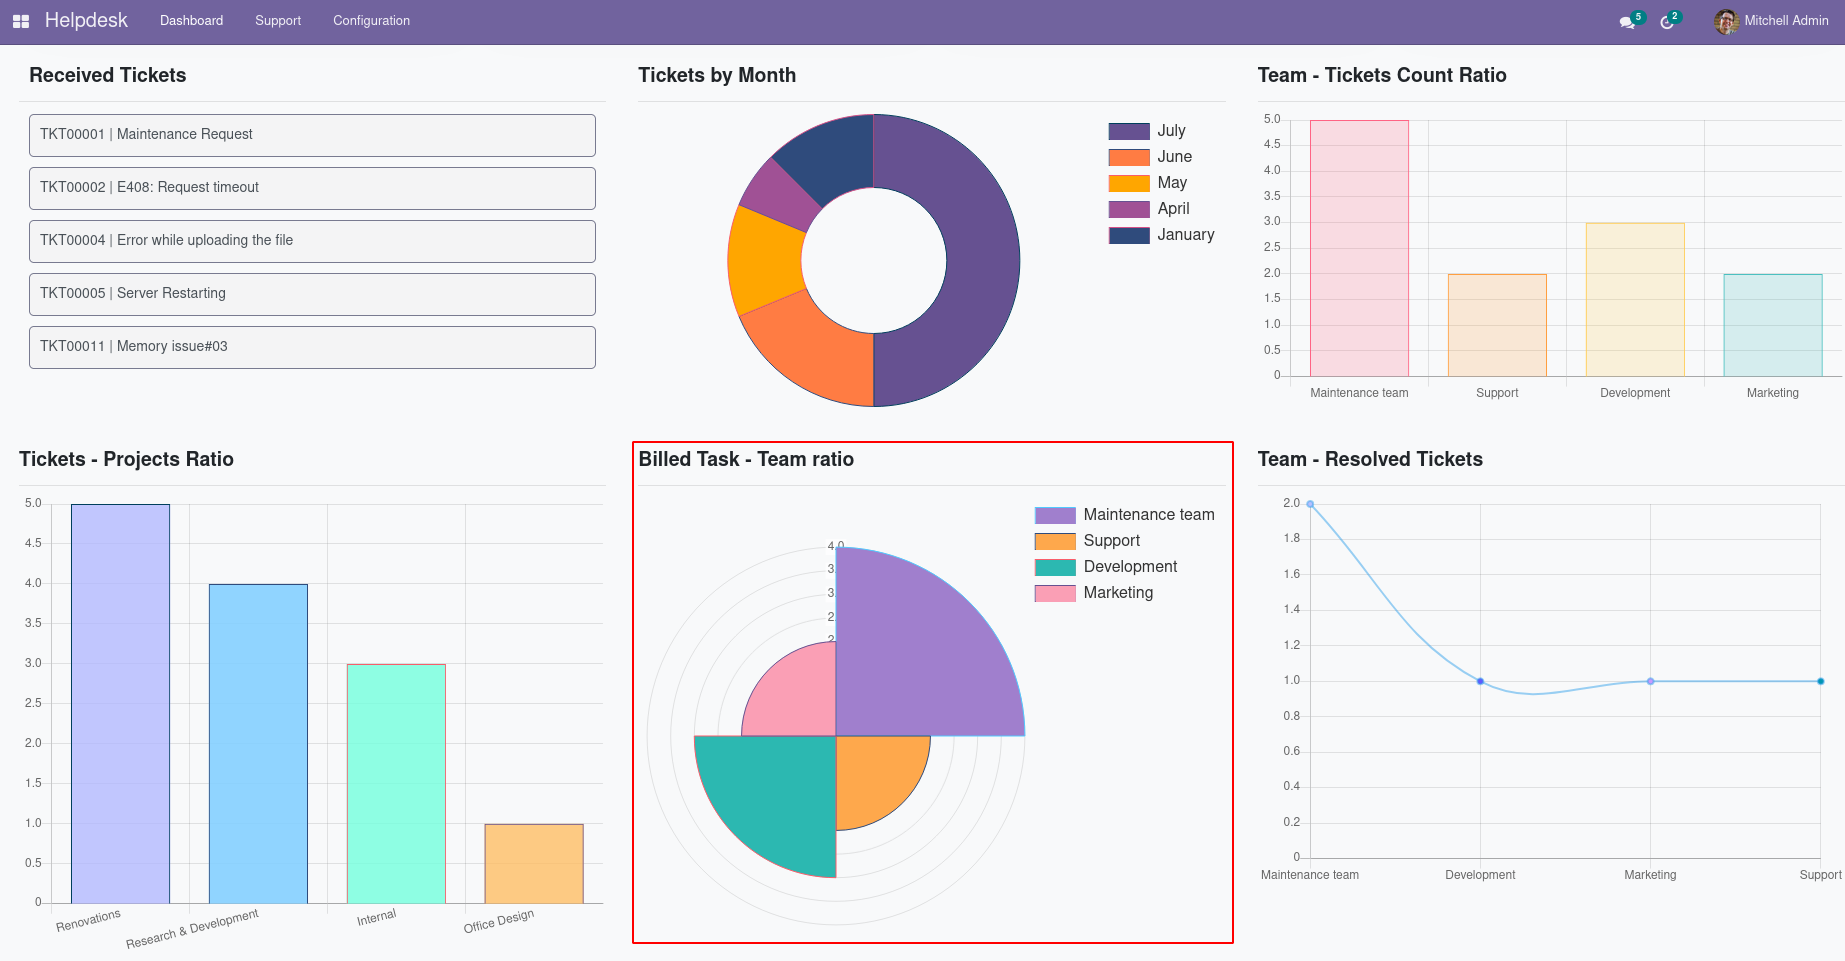 Helpdesk
Dashboard
Support
Configuration
5
2
Mitchell Admin
Received Tickets
TKT00001 | Maintenance Request
TKT00002 | E408: Request timeout
TKT00004 | Error while uploading the file
TKT00005 | Server Restarting
TKT00011 | Memory issue#03
Tickets by Month
July
June
May
April
January
Team - Tickets Count Ratio
5.0
4.5
4.0
3.5
3.0
2.5
2.0
1.5
1.0
0.5
0
Maintenance team
Support
Development
Marketing
Tickets - Projects Ratio
5.0
4.5
4.0
3.5
3.0
2.5
2.0
1.5
1.0
0.5
0
Renovations
Research & Development
Internal
Office Design
Billed Task - Team ratio
Maintenance team
Support
Development
Marketing
4.0
3.
3.
2.
2.
Team - Resolved Tickets
2.0
1.8
1.6
1.4
1.2
1.0
0.8
0.6
0.4
0.2
0
Maintenance team
Development
Marketing
Support